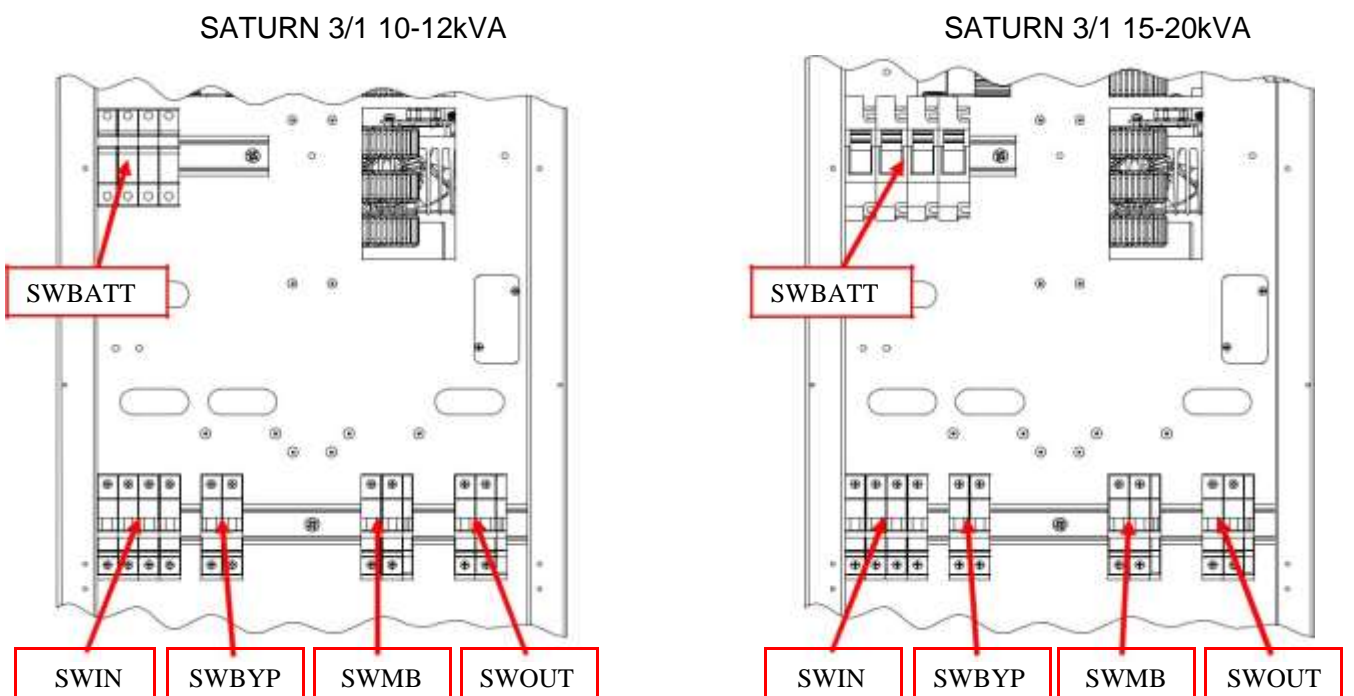 SATURN 3/1 10-12kVA
SATURN 3/1 15-20kVA
SWBATT
SWBATT
SWIN SWBYP SWMB SWOUT
SWIN SWBYP SWMB SWOUT